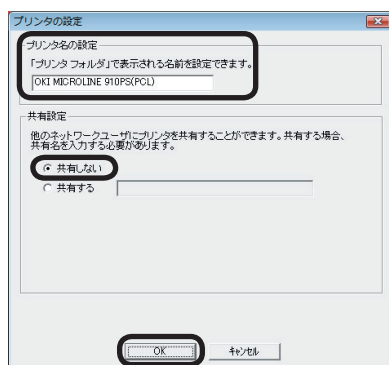 プリンタの設定
プリンタ名の設定
「プリンタ フォルダ」で表示される名前を設定できます。
OKI MICROLINE 910PS(PCL)
共有設定
他のネットワークユーザにプリンタを共有することができます。共有する場合、
共有名を入力する必要があります。
共有しない
共有する
OK
キャンセル